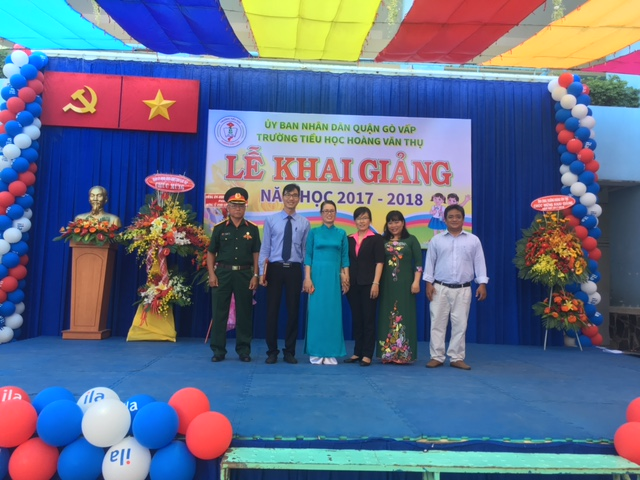 ỦY BAN NHÂN DÂN QUẬN GÒ VẤP
TRƯỜNG TIỂU HỌC HOÀNG VĂN THỤ
LỄ KHAI GIẢNG
NĂM HỌC 2017 - 2018
ila
ila
ila